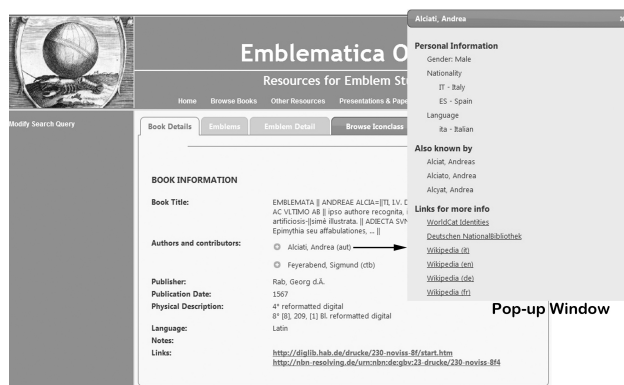 Emblematica O
Resources for Emblem St
Home Browse Books Other Resources Presentations & Pape
Modify Search Query
Book Details Emblems Emblem Detail Browse Iconclass
BOOK INFORMATION
Book Title: EMBLEMATA || ANDREAE ALCIA=||TI, I.V. D
AC VLTIMO AB || ipso authore recognita, i
artificiosis-||simé illustrata. || ADIECTA SVN
Epimythia seu affabulationes, ... ||
Authors and contributors: Alciati, Andrea (aut)
Feyerabend, Sigmund (ctb)
Publisher: Rab, Georg d.Ä.
Publication Date: 1567
Physical Description: 4° reformatted digital
8° [8], 209, [1] Bl. reformatted digital
Language: Latin
Notes:
Links: http://diglib.hab.de/drucke/230-noviss-8f/start.htm
http://nbn-resolving.de/urn:nbn:de:gbv:23-drucke/230-noviss-8f4
Alciati, Andrea
Personal Information
Gender: Male
Nationality
IT - Italy
ES - Spain
Language
ita - Italian
Also known by
Alciat, Andreas
Alciato, Andrea
Alcyat, Andrea
Links for more info
WorldCat Identities
Deutschen NationalBibliothek
Wikipedia (it)
Wikipedia (en)
Wikipedia (de)
Wikipedia (fr)
Pop-up Window